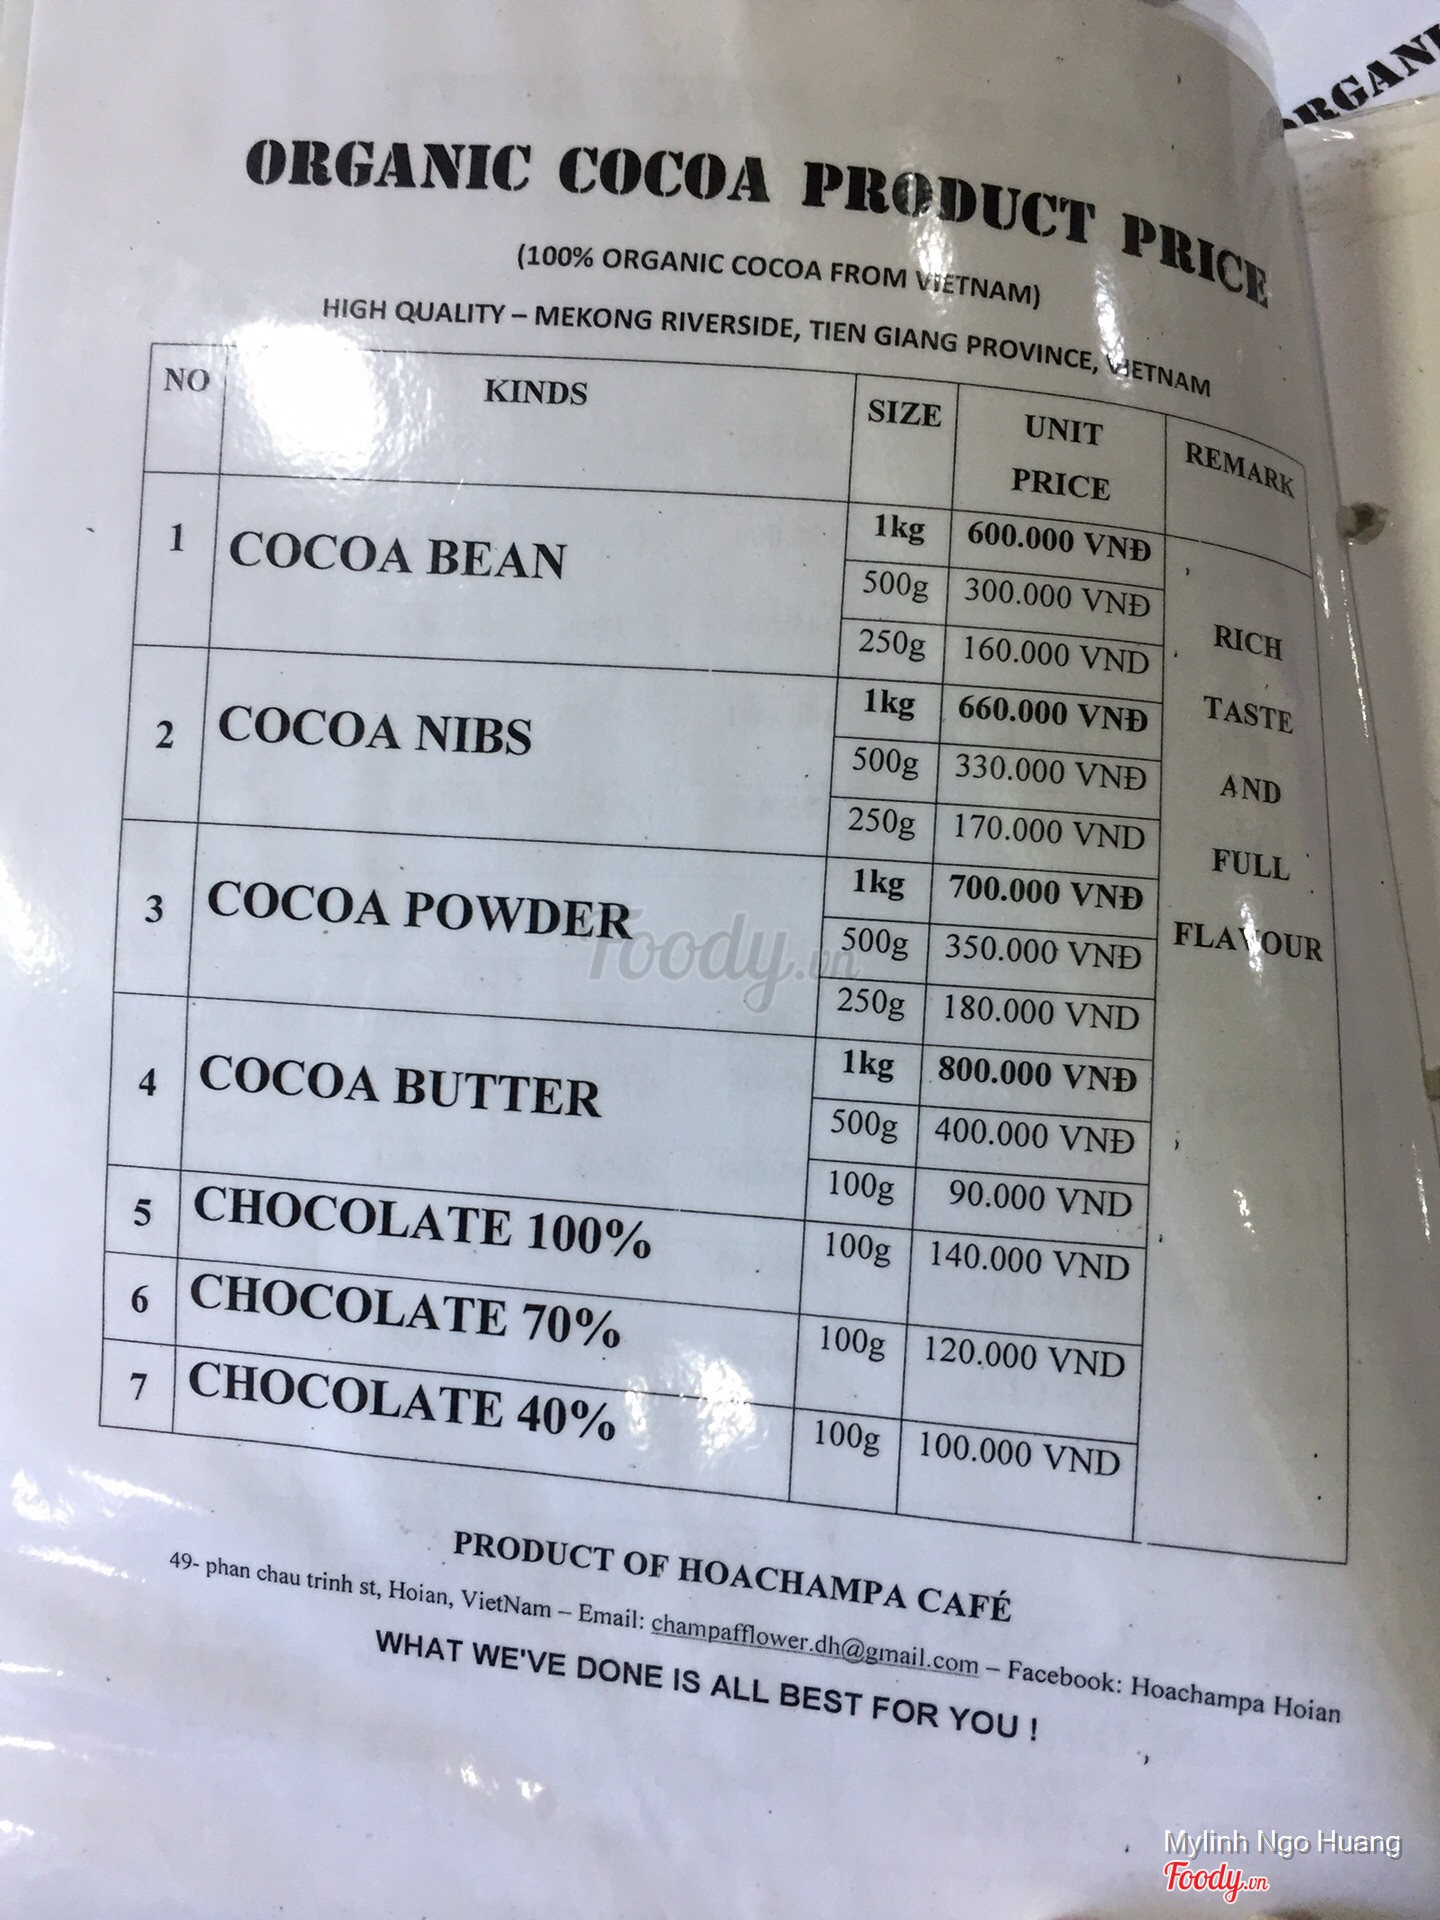 ORGANI
ORGANIC COCOA PRODUCT PRICE
(100% ORGANIC COCOA FROM VIETNAM)
HIGH QUALITY – MEKONG RIVERSIDE, TIEN GIANG PROVINCE, VIETNAM
NO KINDS SIZE UNIT PRICE REMARK
1 COCOA BEAN 1kg 600.000 VNĐ
500g 300.000 VNĐ
250g 160.000 VND
2 COCOA NIBS 1kg 660.000 VNĐ
500g 330.000 VNĐ
250g 170.000 VND
3 COCOA POWDER 1kg 700.000 VNĐ
500g 350.000 VNĐ
250g 180.000 VND
4 COCOA BUTTER 1kg 800.000 VNĐ
500g 400.000 VNĐ
100g 90.000 VND
5 CHOCOLATE 100% 100g 140.000 VND
6 CHOCOLATE 70% 100g 120.000 VND
7 CHOCOLATE 40% 100g 100.000 VND
RICH
TASTE
AND
FULL
FLAVOUR
Foody.vn
PRODUCT OF HOACHAMPA CAFÉ
49- phan chau trinh st, Hoian, VietNam – Email: champafflower.dh@gmail.com – Facebook: Hoachampa Hoian
WHAT WE'VE DONE IS ALL BEST FOR YOU !
Mylinh Ngo Huang
Foody.vn